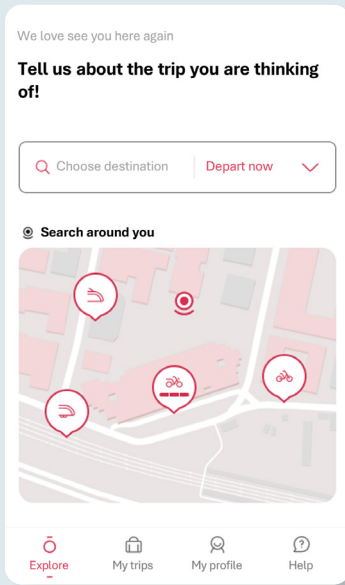 We love see you here again
Tell us about the trip you are thinking
of!
Choose destination
Depart now
Search around you
Explore
My trips
My profile
Help